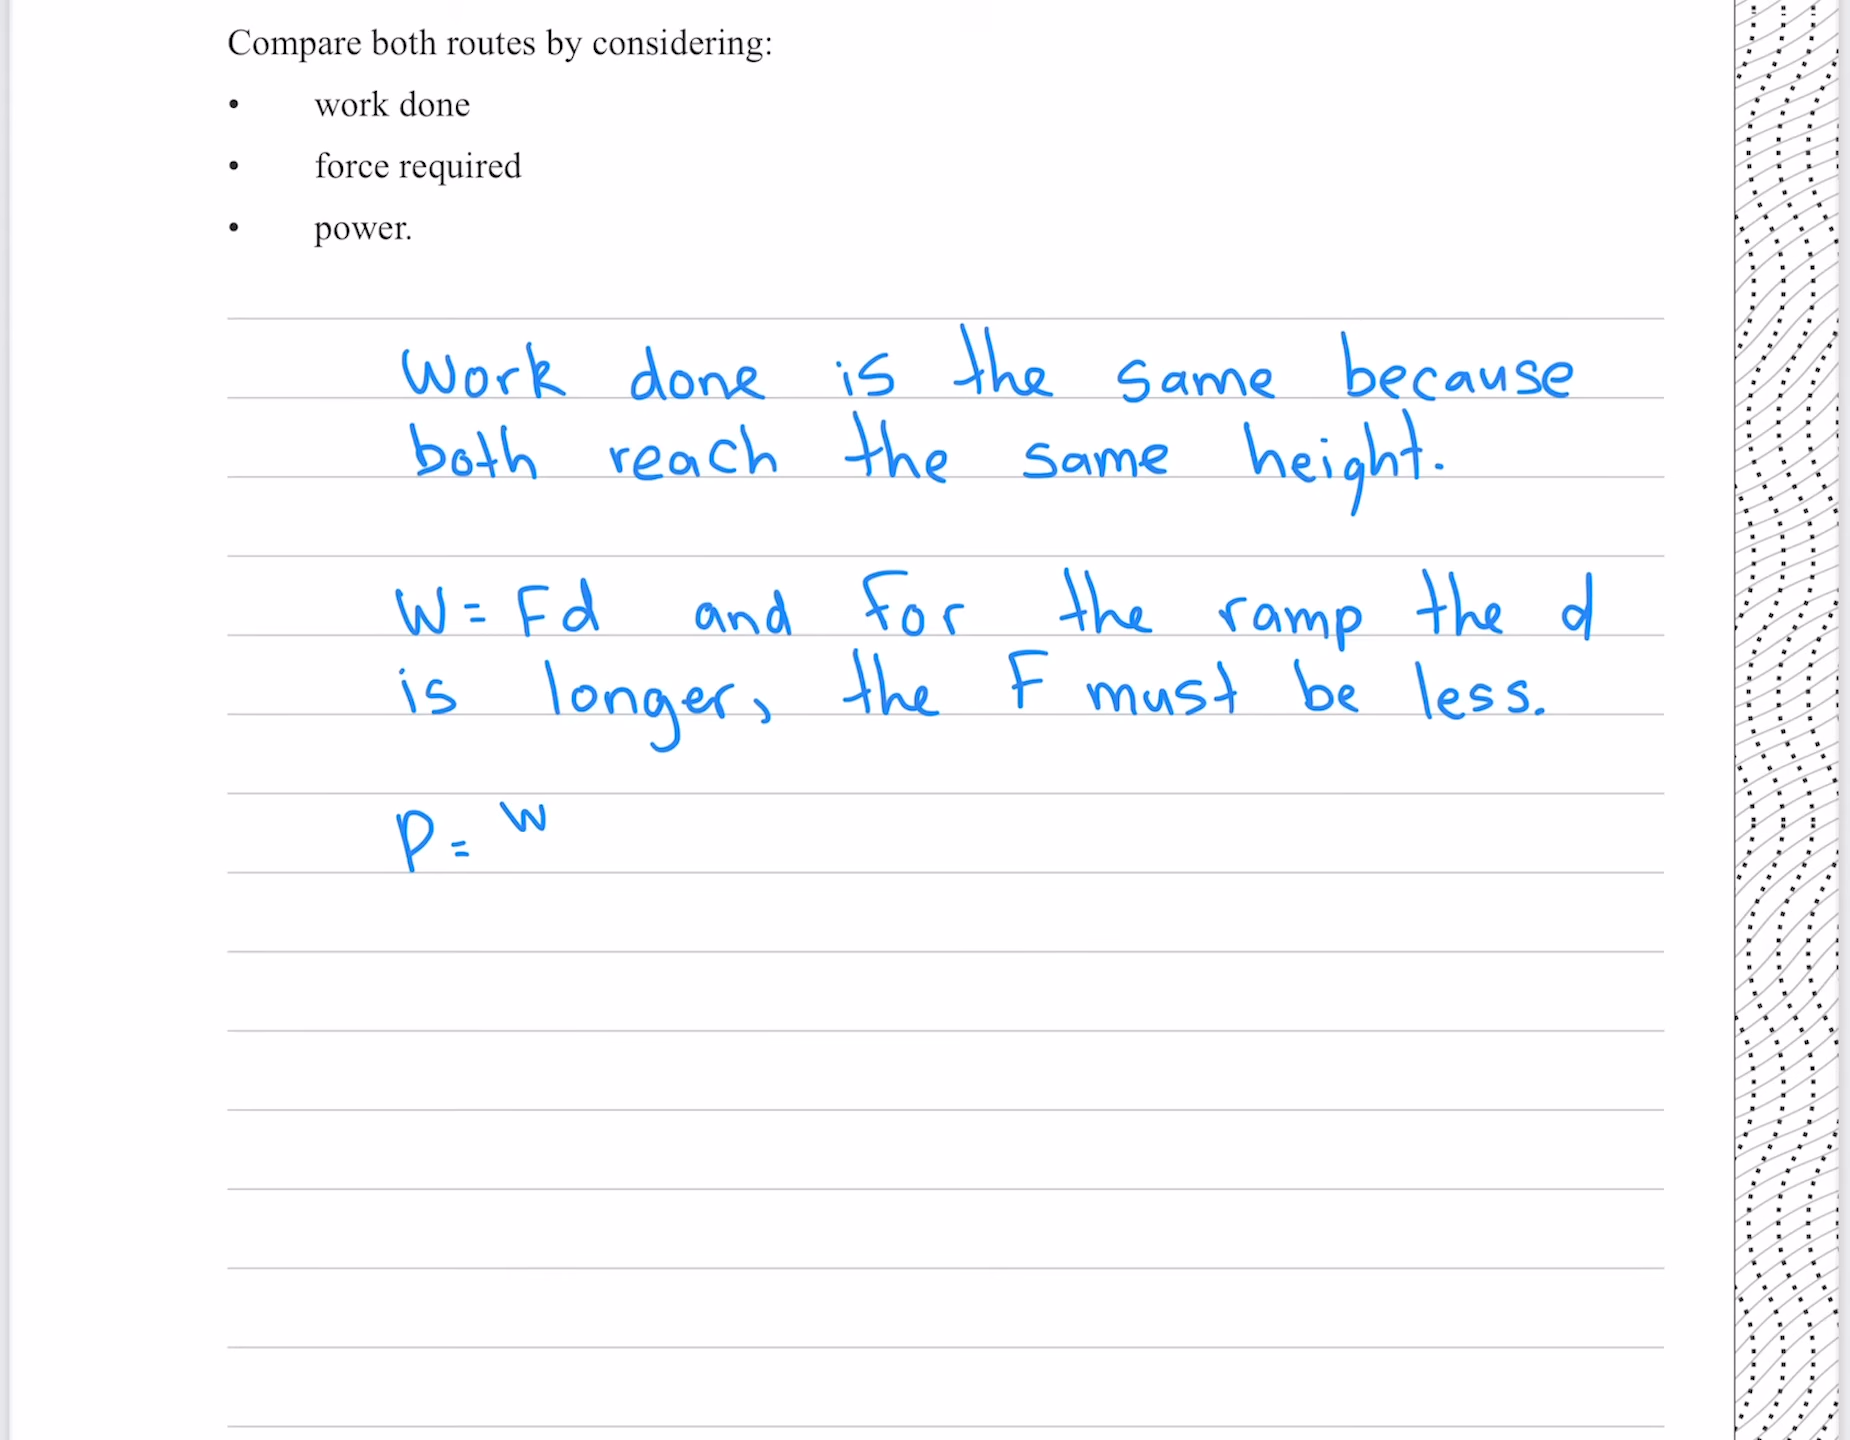 Compare both routes by considering:
• work done
• force required
• power.
Work done is the same because
both reach the same height.
W = Fd and for the ramp the d
is longer, the F must be less.
P = W